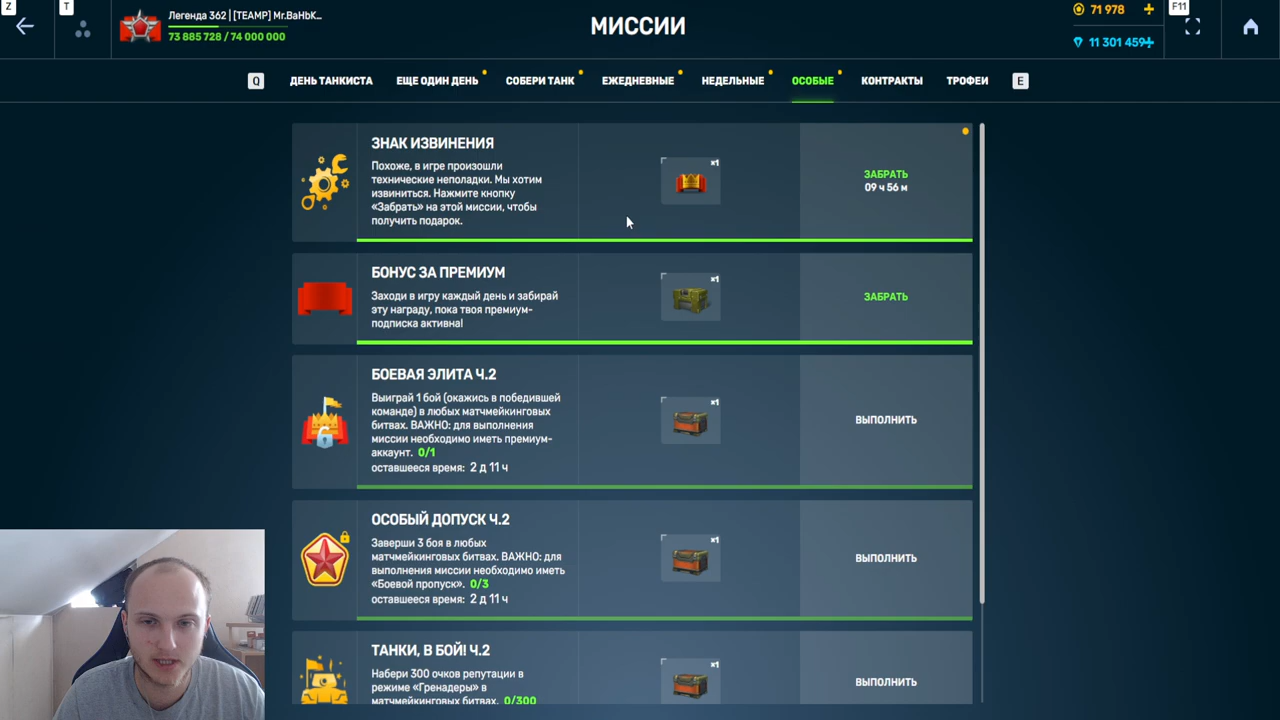 Z
T
Легенда 362 | [TEAMP] Mr.BaHbK...
73 885 728 / 74 000 000
МИССИИ
71 978
11 301 459
F11
Q
ДЕНЬ ТАНКИСТА
ЕЩЕ ОДИН ДЕНЬ
СОБЕРИ ТАНК
ЕЖЕДНЕВНЫЕ
НЕДЕЛЬНЫЕ
ОСОБЫЕ
КОНТРАКТЫ
ТРОФЕИ
E
ЗНАК ИЗВИНЕНИЯ
Похоже, в игре произошли
технические неполадки. Мы хотим
извиниться. Нажмите кнопку
«Забрать» на этой миссии, чтобы
получить подарок.
x1
ЗАБРАТЬ
09 ч 56 м
БОНУС ЗА ПРЕМИУМ
Заходи в игру каждый день и забирай
эту награду, пока твоя премиум-
подписка активна!
x1
ЗАБРАТЬ
БОЕВАЯ ЭЛИТА Ч.2
Выиграй 1 бой (окажись в победившей
команде) в любых матчмейкинговых
битвах. ВАЖНО: для выполнения
миссии необходимо иметь премиум-
аккаунт. 0/1
оставшееся время: 2 д 11 ч
x1
ВЫПОЛНИТЬ
ОСОБЫЙ ДОПУСК Ч.2
Заверши 3 боя в любых
матчмейкинговых битвах. ВАЖНО: для
выполнения миссии необходимо иметь
«Боевой пропуск». 0/3
оставшееся время: 2 д 11 ч
x1
ВЫПОЛНИТЬ
ТАНКИ, В БОЙ! Ч.2
Набери 300 очков репутации в
режиме «Гренадеры» в
матчмейкинговых битвах. 0/300
x1
ВЫПОЛНИТЬ